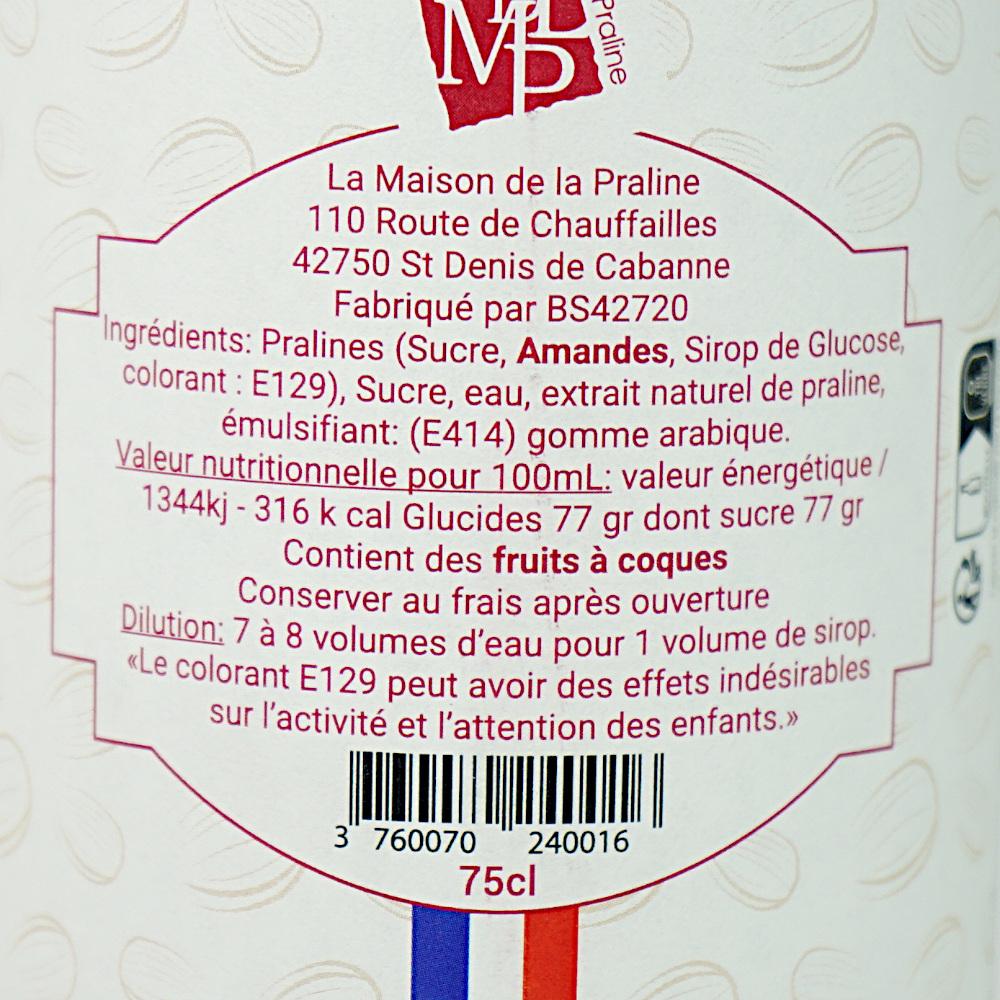 MP
Praline
La Maison de la Praline
110 Route de Chauffailles
42750 St Denis de Cabanne
Fabriqué par BS42720
Ingrédients: Pralines (Sucre, Amandes, Sirop de Glucose,
colorant : E129), Sucre, eau, extrait naturel de praline,
émulsifiant: (E414) gomme arabique.
Valeur nutritionnelle pour 100mL: valeur énergétique /
1344kj - 316 k cal Glucides 77 gr dont sucre 77 gr
Contient des fruits à coques
Conserver au frais après ouverture
Dilution: 7 à 8 volumes d'eau pour 1 volume de sirop.
«Le colorant E129 peut avoir des effets indésirables
sur l'activité et l'attention des enfants.»
3 760070 240016
75cl